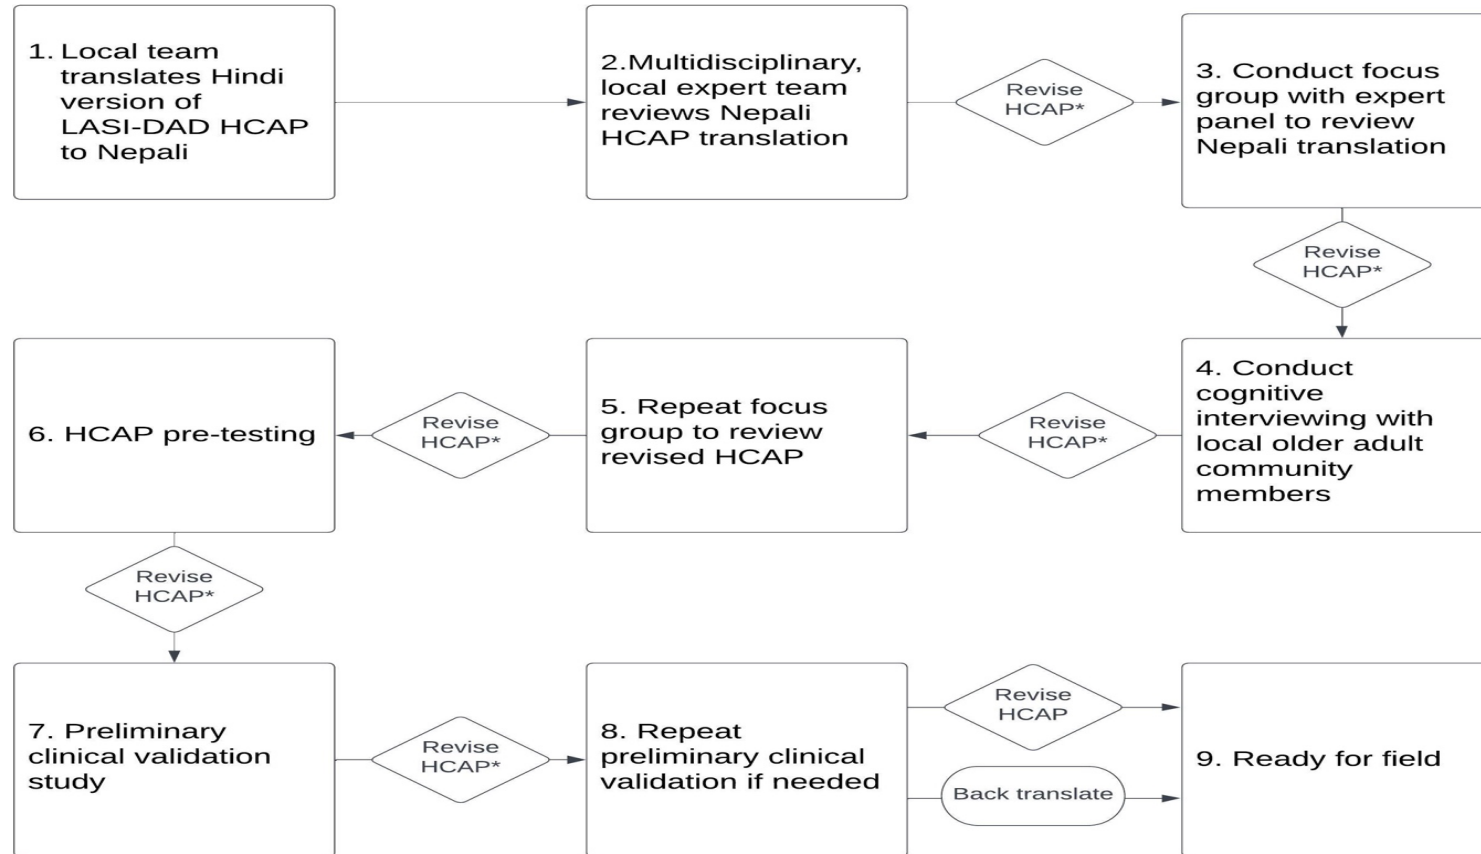 1. Local team
translates Hindi
version of
LASI-DAD HCAP
to Nepali
2.Multidisciplinary,
local expert team
reviews Nepali
HCAP translation
Revise
HCAP*
3. Conduct focus
group with expert
panel to review
Nepali translation
Revise
HCAP*
4. Conduct
cognitive
interviewing with
local older adult
community
members
Revise
HCAP*
5. Repeat focus
group to review
revised HCAP
Revise
HCAP*
6. HCAP pre-testing
Revise
HCAP*
7. Preliminary
clinical validation
study
Revise
HCAP*
8. Repeat
preliminary clinical
validation if needed
Revise
HCAP
Back translate
9. Ready for field